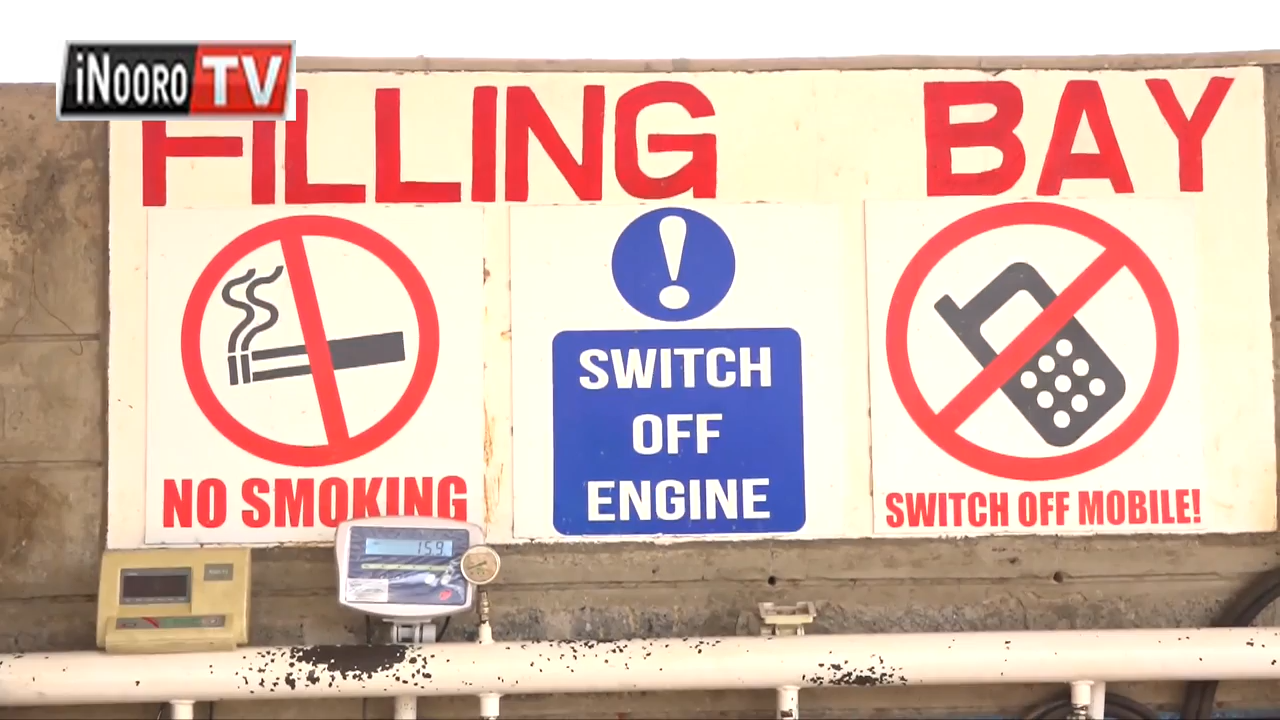 iNOORO TV
FILLING BAY
NO SMOKING
SWITCH
OFF
ENGINE
SWITCH OFF MOBILE!
159